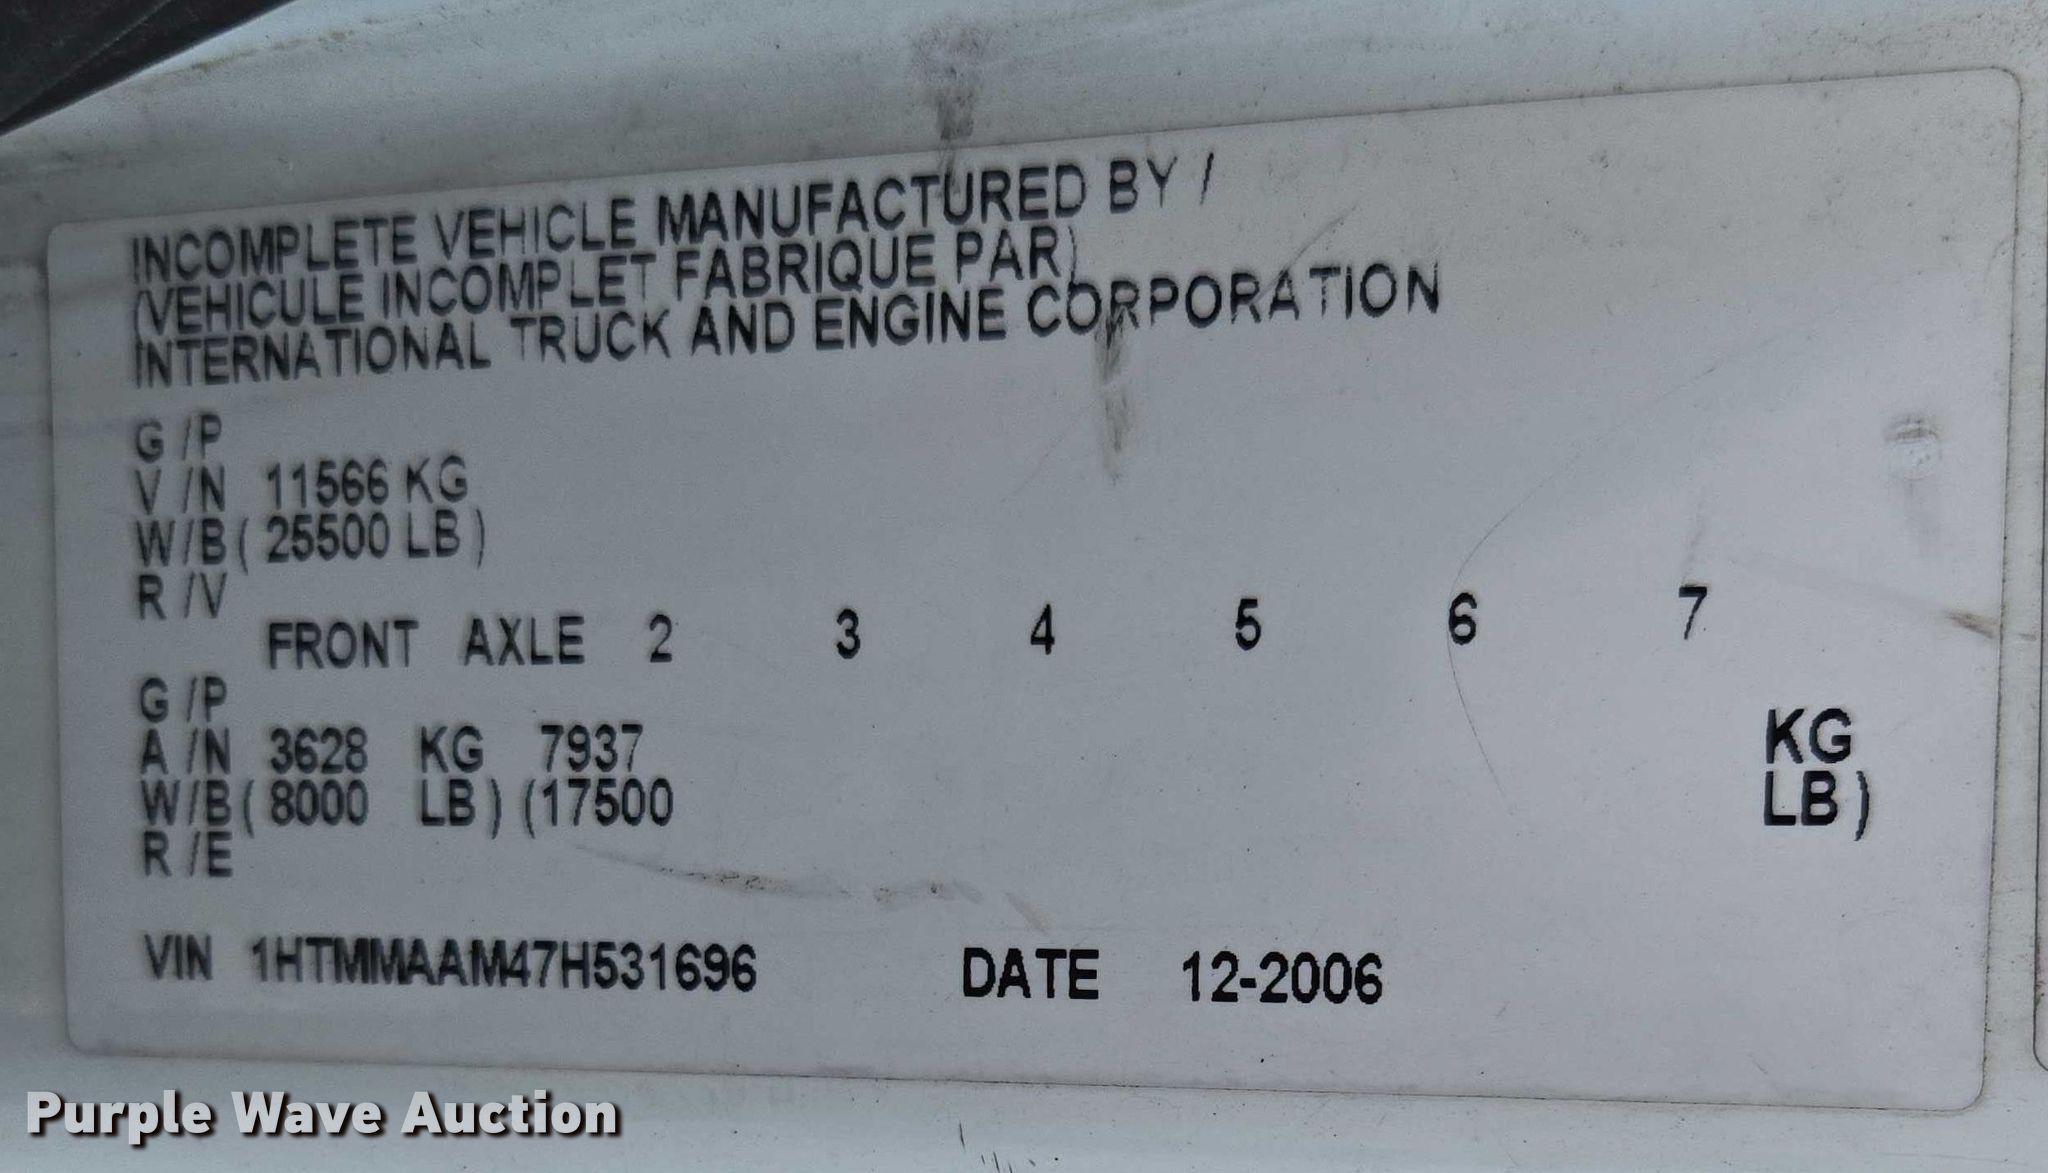 INCOMPLETE VEHICLE MANUFACTURED BY /
(VEHICULE INCOMPLET FABRIQUE PAR)
INTERNATIONAL TRUCK AND ENGINE CORPORATION
G /P
V /N 11566 KG
W/B ( 25500 LB )
R /V
FRONT AXLE 2 3 4 5 6 7
G /P
A /N 3628 KG 7937 KG
W/B ( 8000 LB ) (17500 LB )
R /E
VIN 1HTMMAAM47H531696 DATE 12-2006
Purple Wave Auction